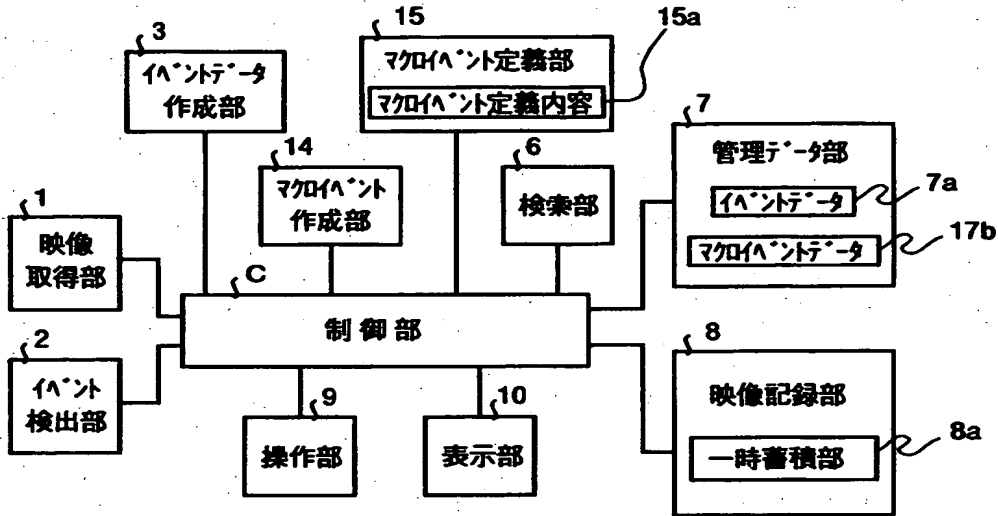 3
イベントデータ
作成部
15
15a
マクロイベント定義部
マクロイベント定義内容
14
マクロイベント
作成部
6
検索部
7
管理データ部
イベントデータ
7a
マクロイベントデータ
17b
1
映像
取得部
C
制御部
2
イベント
検出部
9
操作部
10
表示部
8
映像記録部
一時蓄積部
8a